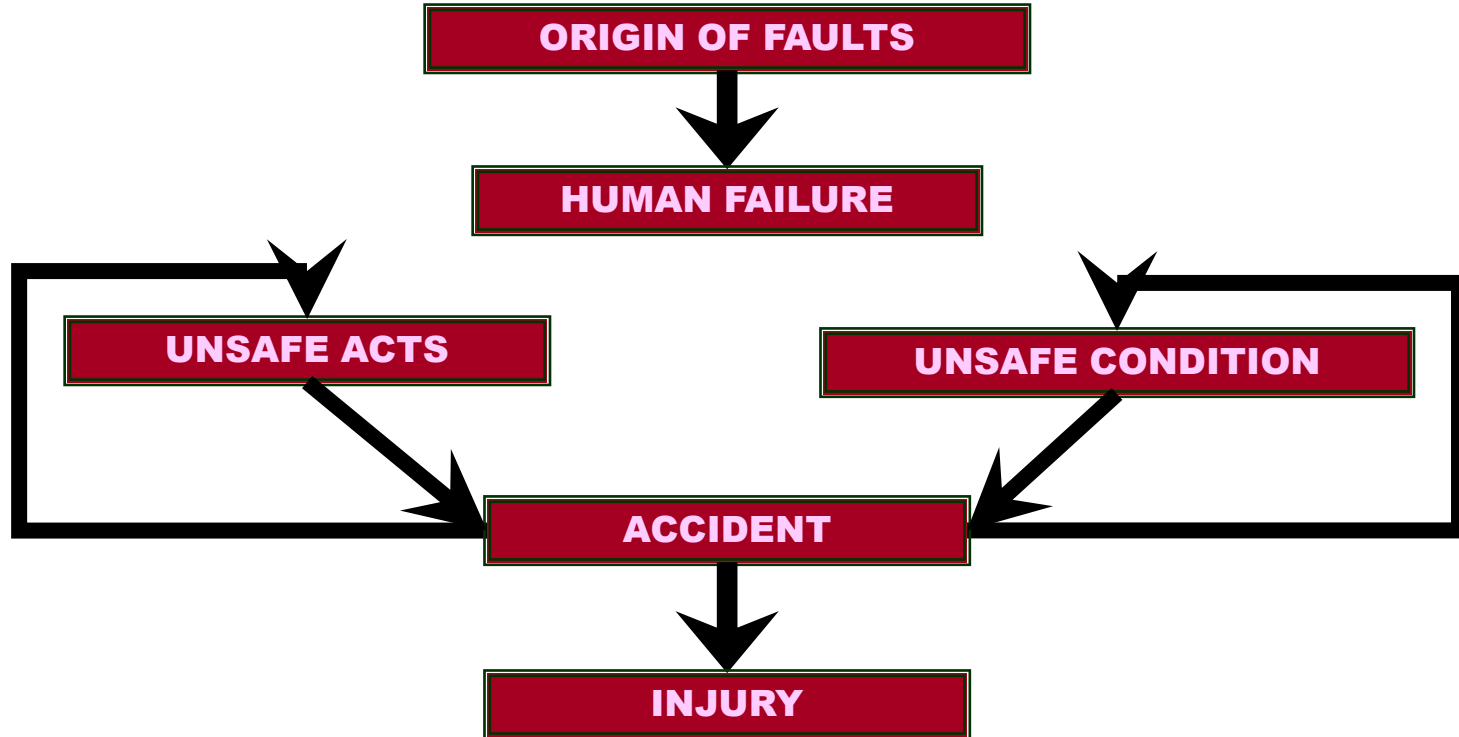 ORIGIN OF FAULTS
HUMAN FAILURE
UNSAFE ACTS
UNSAFE CONDITION
ACCIDENT
INJURY